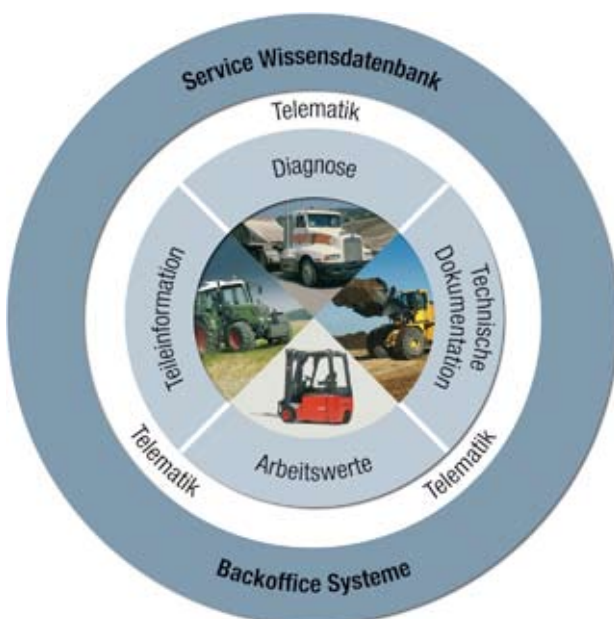 Service Wissensdatenbank
Telematik
Diagnose
Teileinformation
Technische
Dokumentation
Arbeitswerte
Telematik
Telematik
Backoffice Systeme